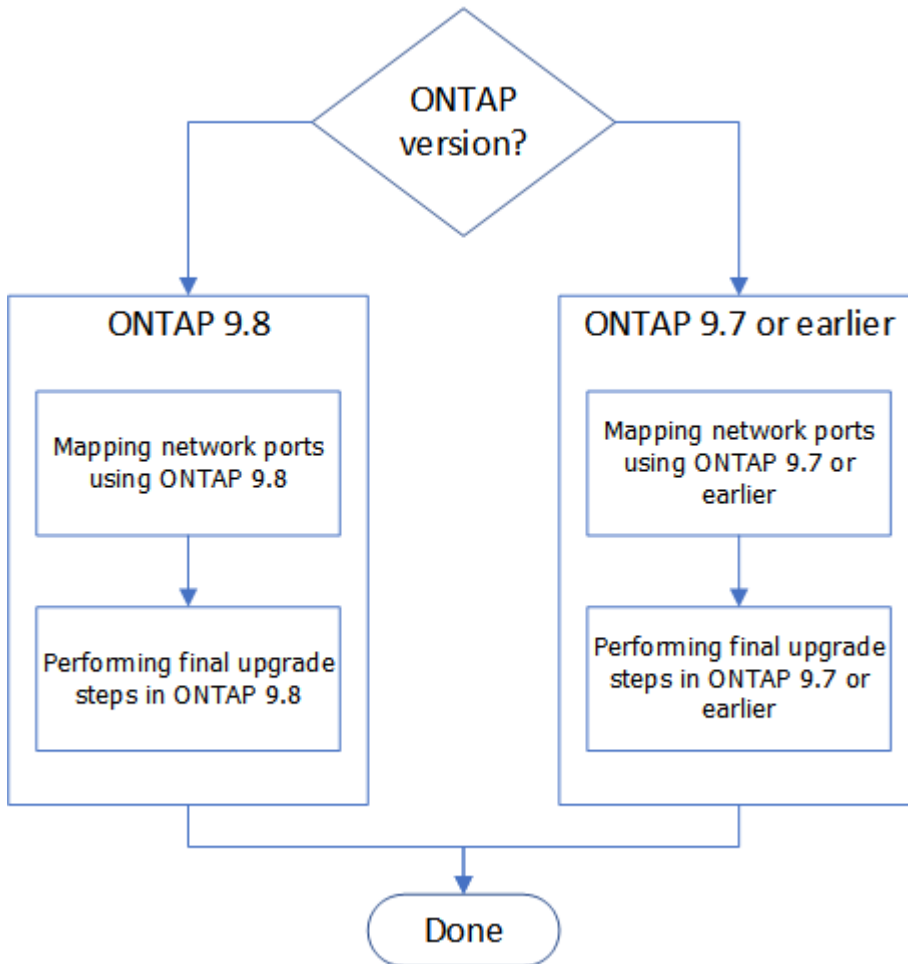 ONTAP
version?
ONTAP 9.8
Mapping network ports
using ONTAP 9.8
Performing final upgrade
steps in ONTAP 9.8
ONTAP 9.7 or earlier
Mapping network ports
using ONTAP 9.7 or
earlier
Performing final upgrade
steps in ONTAP 9.7 or
earlier
Done